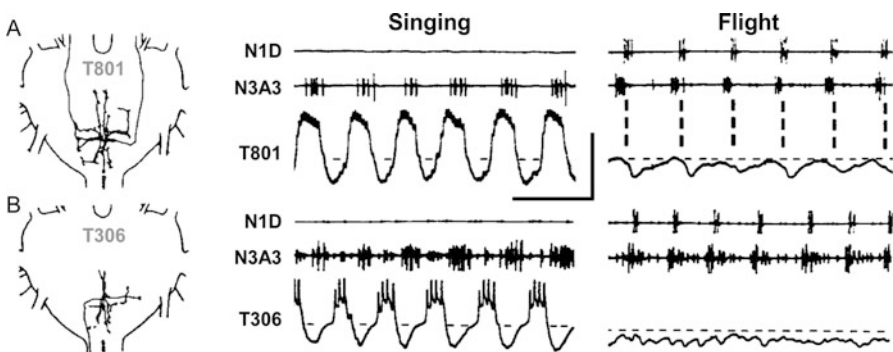 A
T801
Singing
Flight
N1D
N3A3
T801
B
T306
N1D
N3A3
T306